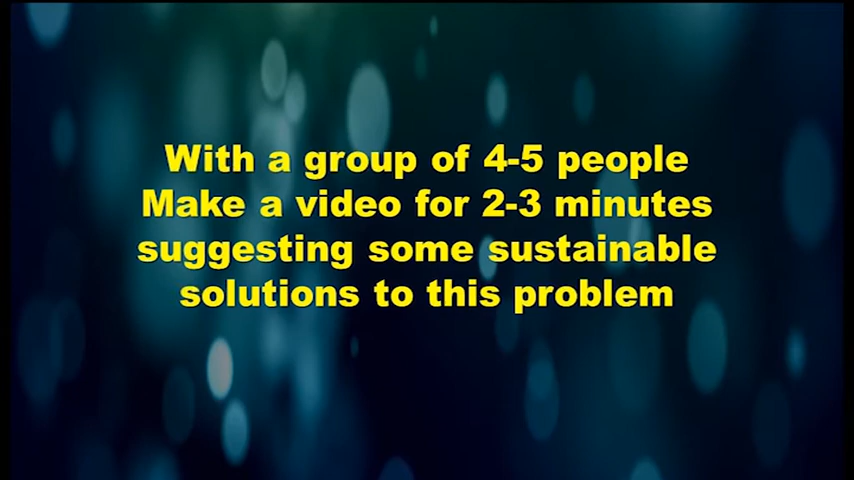 With a group of 4-5 people
Make a video for 2-3 minutes
suggesting some sustainable
solutions to this problem